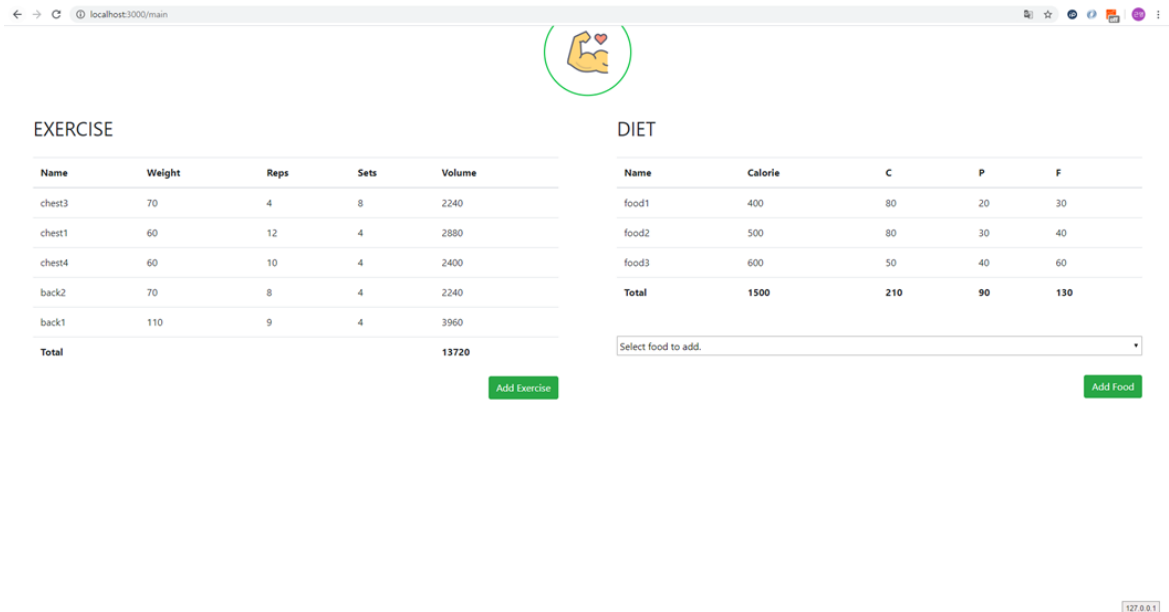 localhost:3000/main
EXERCISE
Name Weight Reps Sets Volume
chest3 70 4 8 2240
chest1 60 12 4 2880
chest4 60 10 4 2400
back2 70 8 4 2240
back1 110 9 4 3960
Total 13720
Add Exercise
DIET
Name Calorie C P F
food1 400 80 20 30
food2 500 80 30 40
food3 600 50 40 60
Total 1500 210 90 130
Select food to add.
Add Food
127.0.0.1